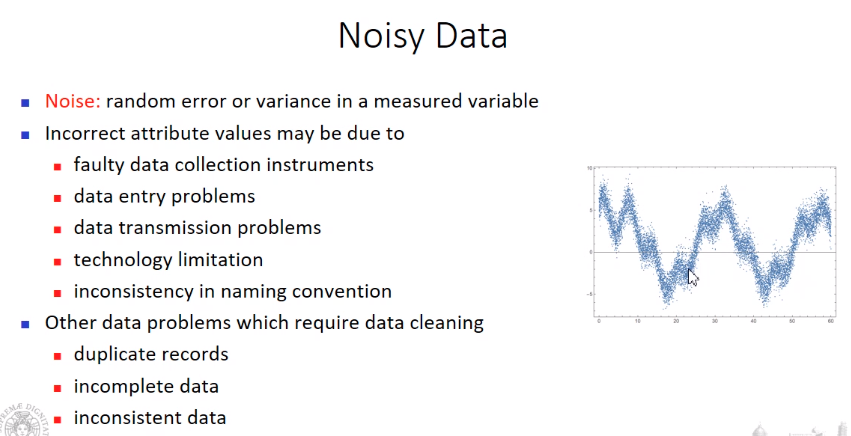 Noisy Data
Noise: random error or variance in a measured variable
Incorrect attribute values may be due to
faulty data collection instruments
data entry problems
data transmission problems
technology limitation
inconsistency in naming convention
Other data problems which require data cleaning
duplicate records
incomplete data
inconsistent data
10
5
0
-5
0 10 20 30 40 50 60
SUPREMÆ DIGNITAT